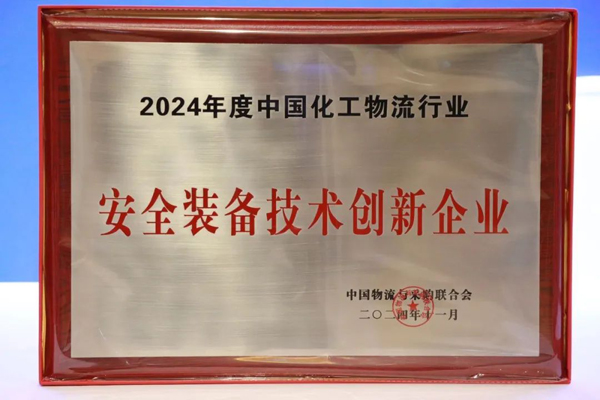 2024年度中国化工物流行业
安全装备技术创新企业
中国物流与采购联合会
二〇二四年十一月